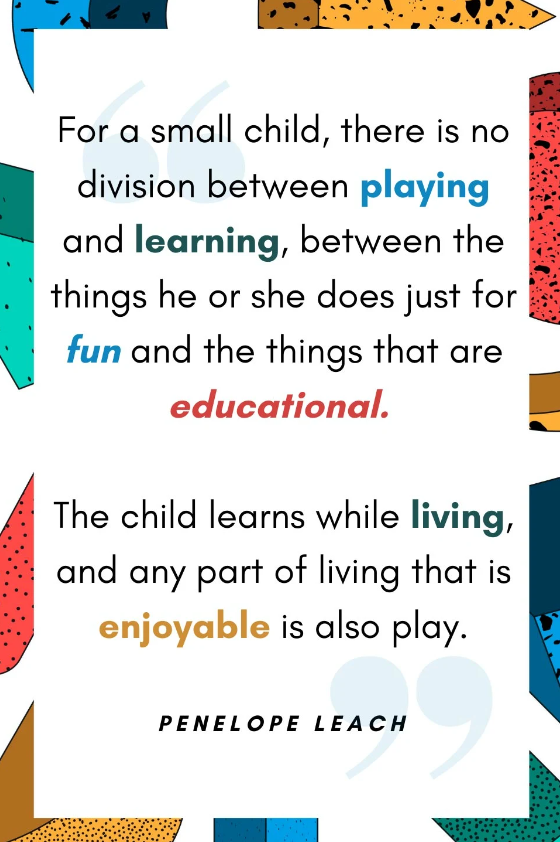 For a small child, there is no
division between playing
and learning, between the
things he or she does just for
fun and the things that are
educational.
The child learns while living,
and any part of living that is
enjoyable is also play.
PENELOPE LEACH